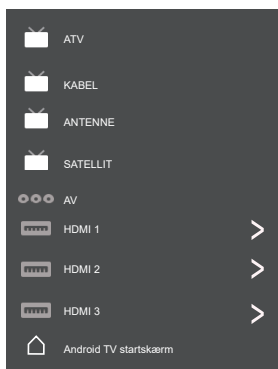 ATV
KABEL
ANTENNE
SATELLIT
AV
HDMI 1
HDMI 2
HDMI 3
Android TV startskærm